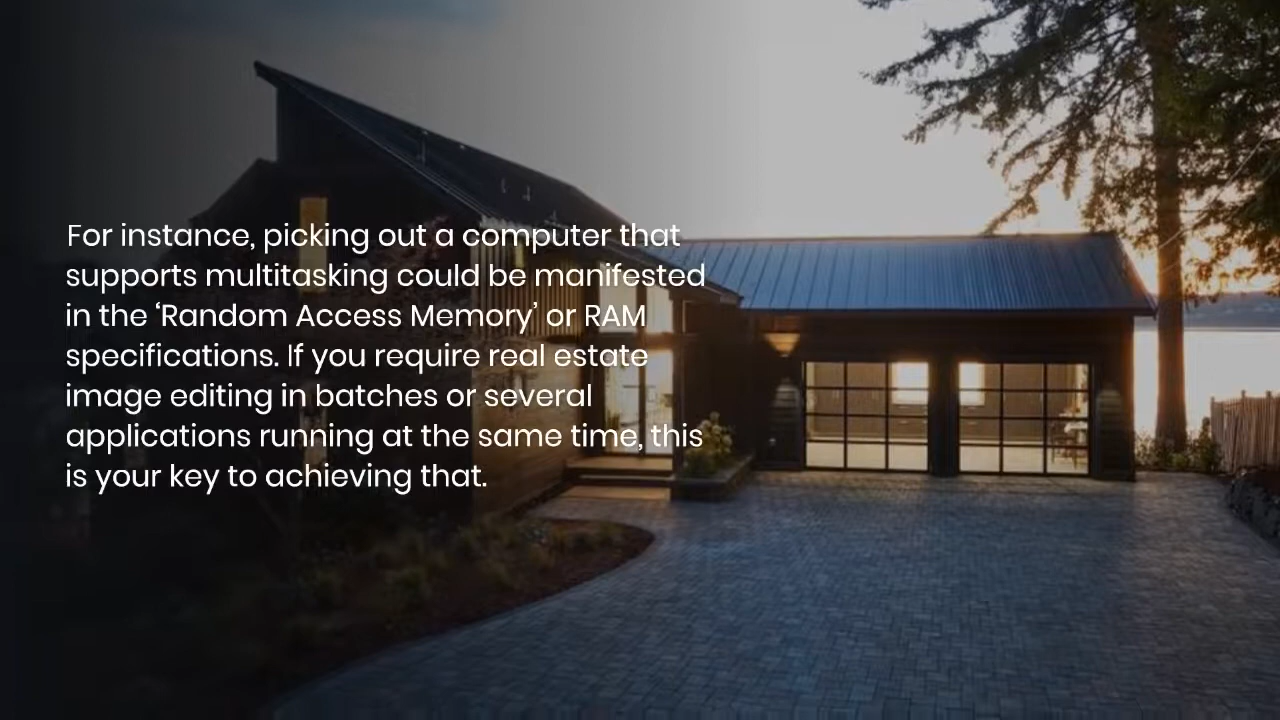 For instance, picking out a computer that
supports multitasking could be manifested
in the ‘Random Access Memory’ or RAM
specifications. If you require real estate
image editing in batches or several
applications running at the same time, this
is your key to achieving that.